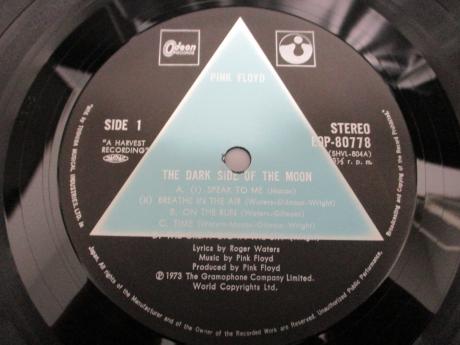 Odeon
RECORDS
PINK FLOYD
SIDE 1
STEREO
"A HARVEST
RECORDING"
EOP-80778
(SHVL-804A)
33⅓ r. p. m.
THE DARK SIDE OF THE MOON
A. (i) SPEAK TO ME (Mason)
(ii) BREATHE IN THE AIR (Waters-Gilmour-Wright)
B. ON THE RUN (Waters-Gilmour)
C. TIME (Waters-Mason-Gilmour-Wright)
Lyrics by Roger Waters
Music by Pink Floyd
Produced by Pink Floyd
Ⓟ 1973 The Gramophone Company Limited.
World Copyrights Ltd.
Mfd. by TOSHIBA MUSICAL INDUSTRIES, LTD.
Japan. All rights of the Manufacturer and of the Owner of the Recorded Work Reserved. Unauthorized Public Performance, Broadcasting and Copying of the Record Prohibited.